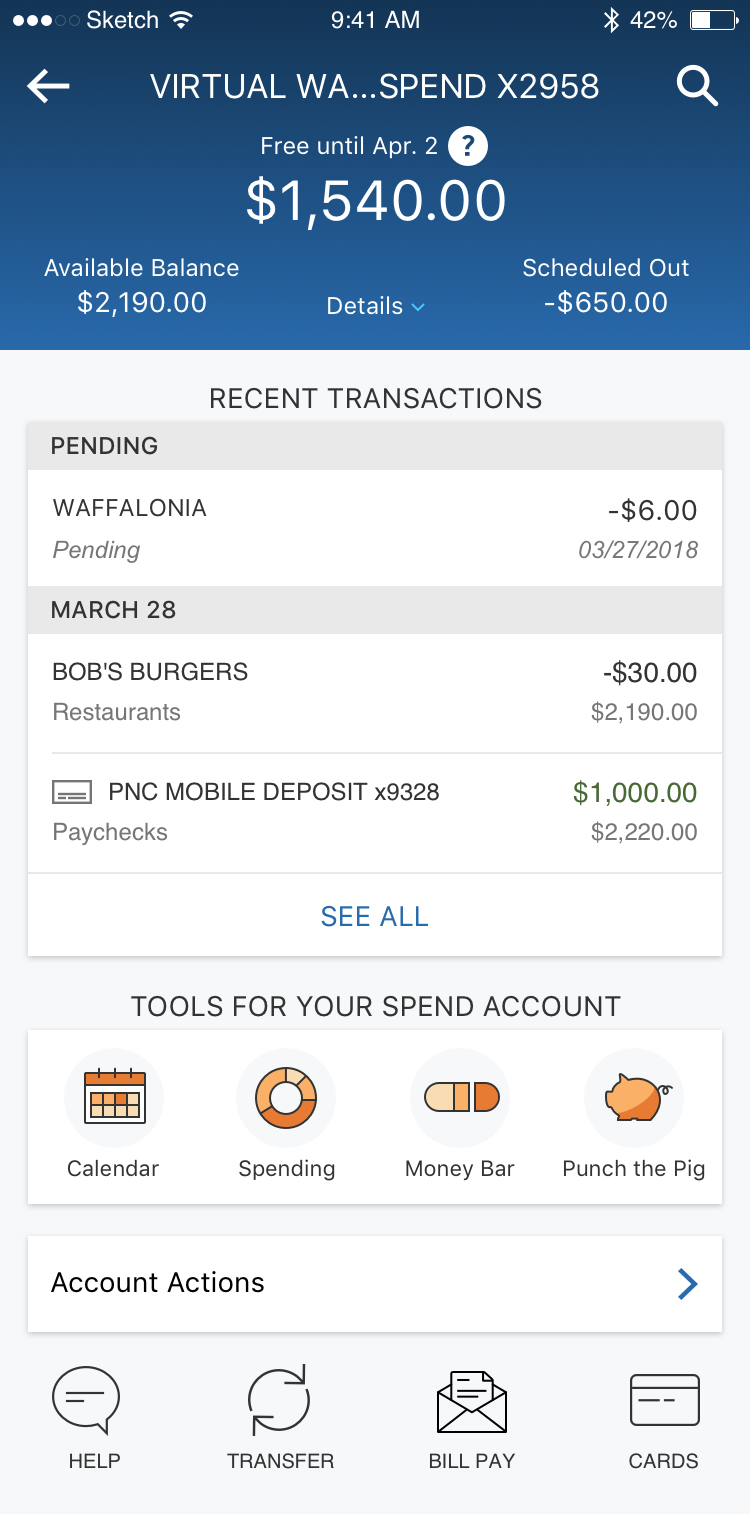 Sketch 9:41 AM 42%
VIRTUAL WA...SPEND X2958
Free until Apr. 2 ?
$1,540.00
Available Balance Scheduled Out
$2,190.00 Details -$650.00
RECENT TRANSACTIONS
PENDING
WAFFALONIA -$6.00
Pending 03/27/2018
MARCH 28
BOB'S BURGERS -$30.00
Restaurants $2,190.00
PNC MOBILE DEPOSIT x9328 $1,000.00
Paychecks $2,220.00
SEE ALL
TOOLS FOR YOUR SPEND ACCOUNT
Calendar Spending Money Bar Punch the Pig
Account Actions
HELP TRANSFER BILL PAY CARDS